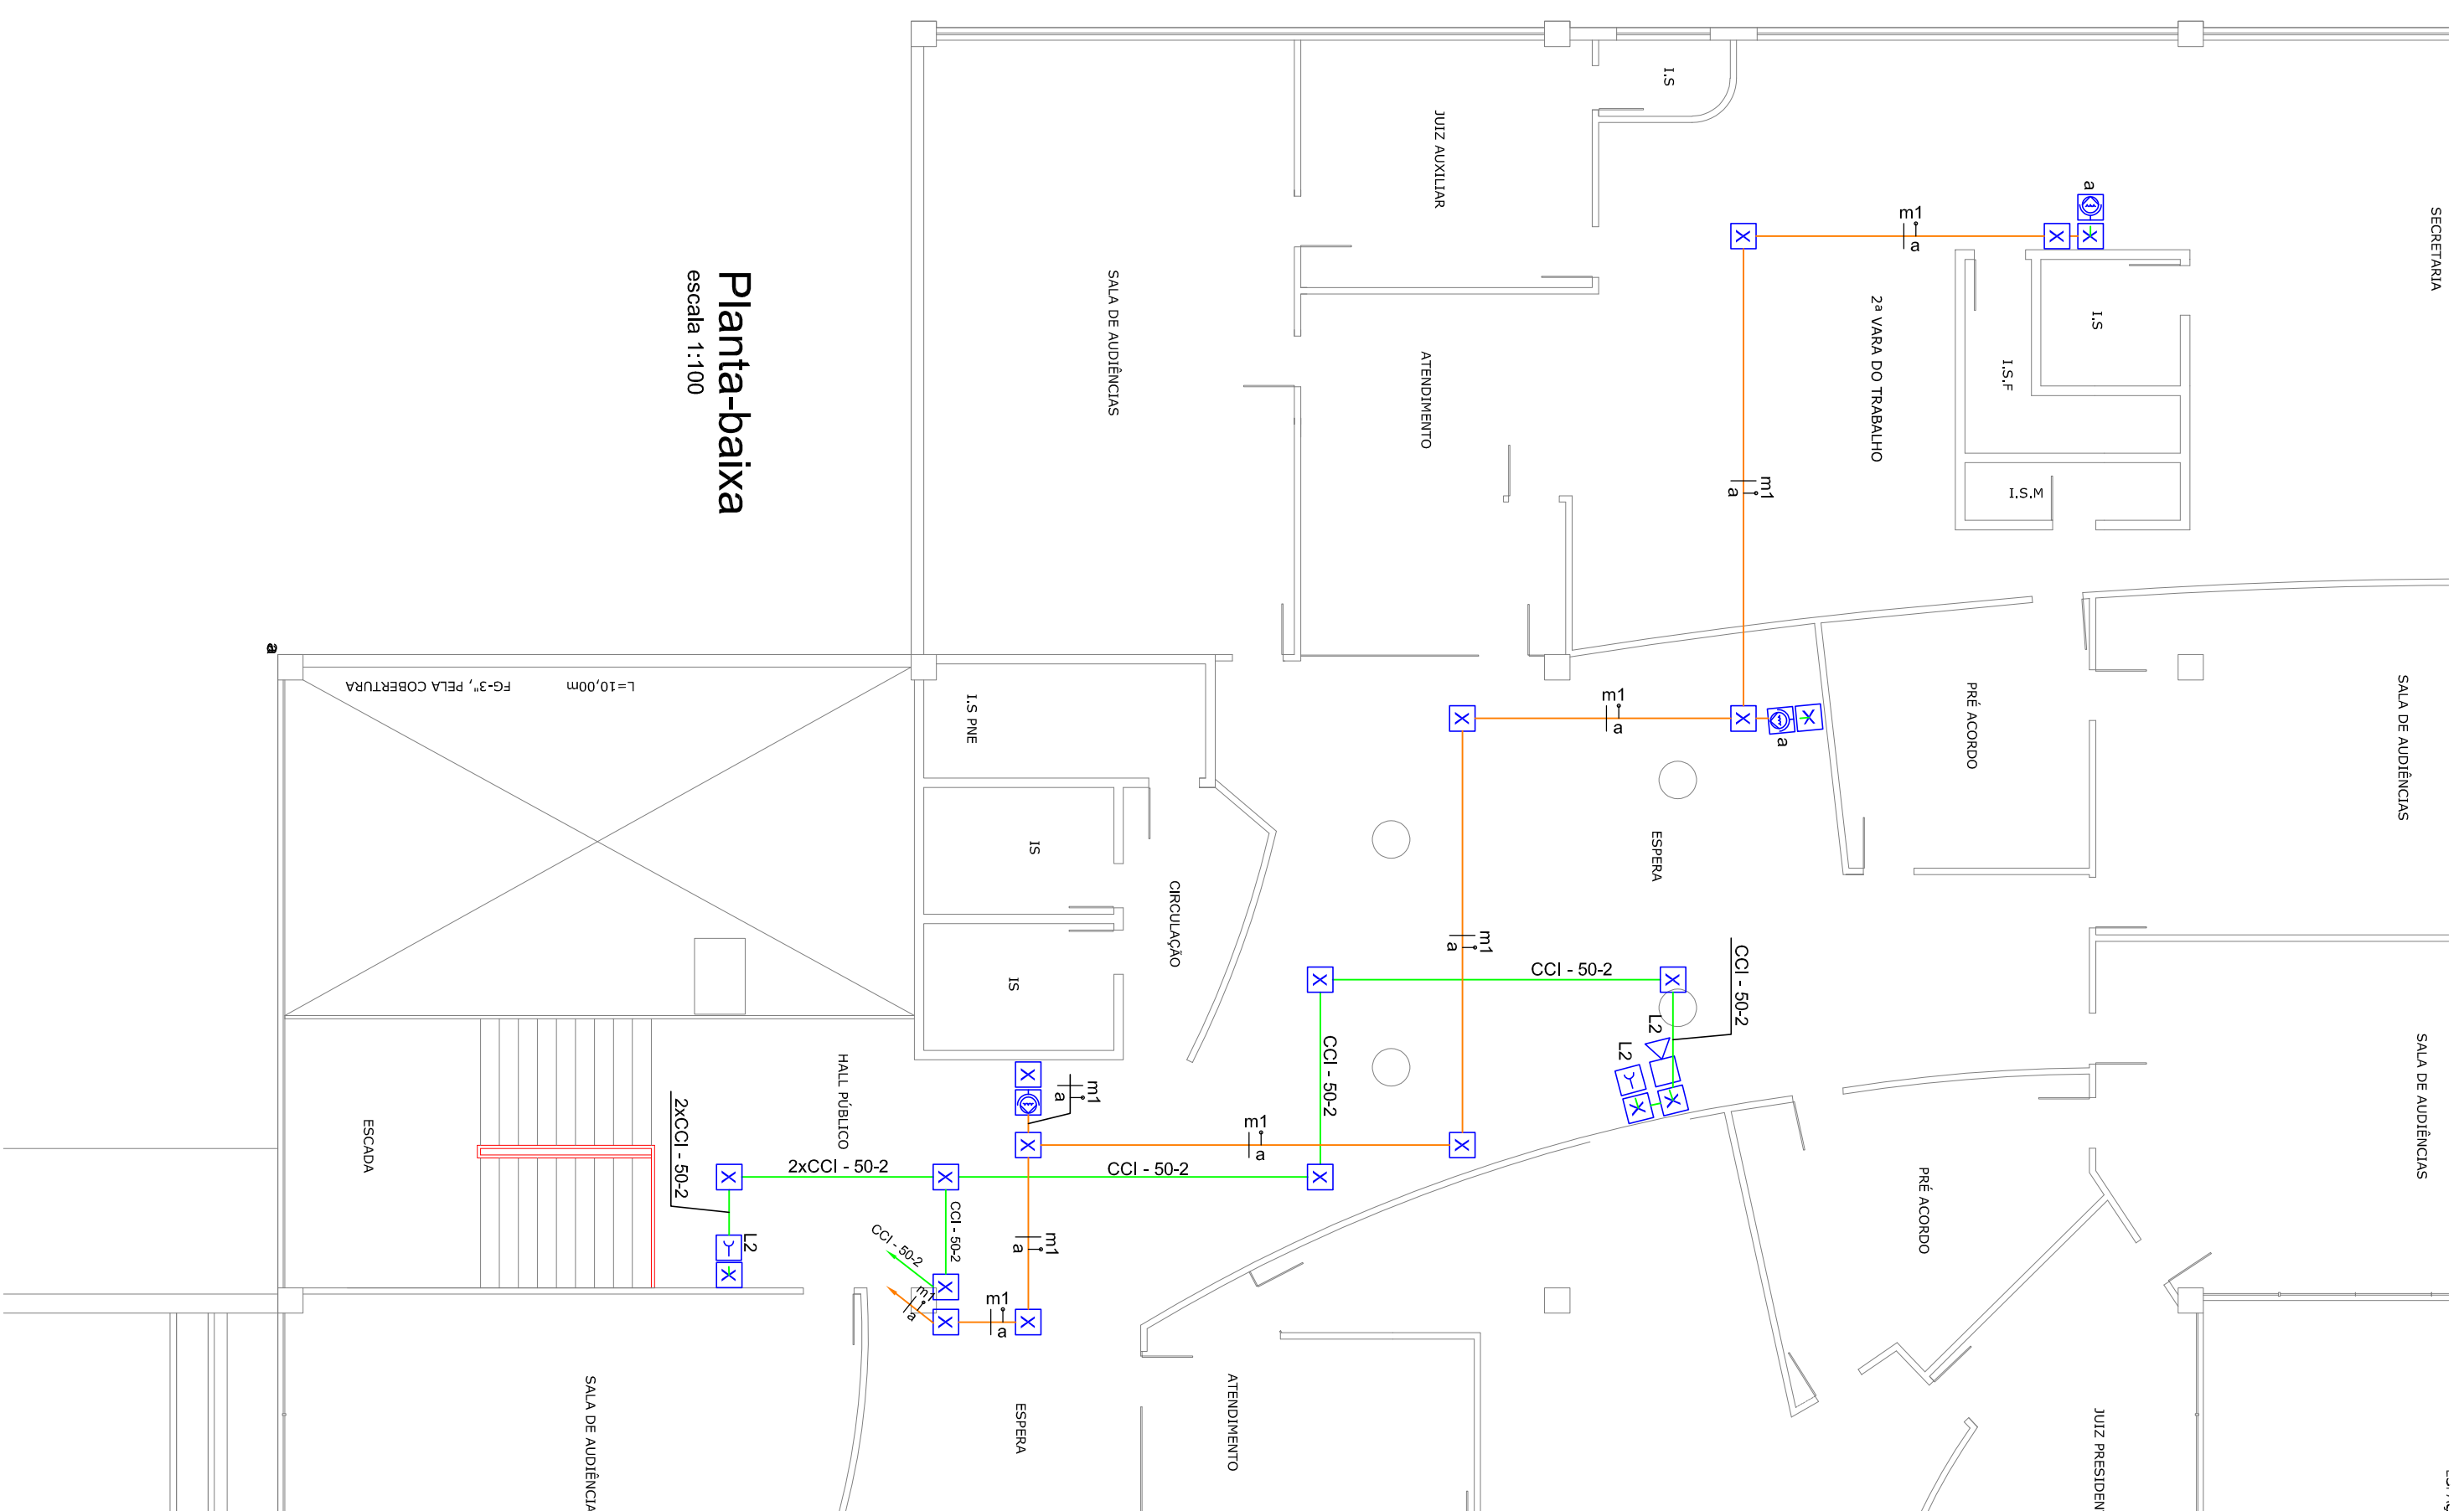 I.S
JUIZ AUXILIAR
SECRETARIA
a
m1
a
SALA DE AUDIÊNCIAS
Planta-baixa
escala 1:100
ATENDIMENTO
2ª VARA DO TRABALHO
I.S
I.S.F
I.S.M
m1
a
a
L=10,00m
FG-3", PELA COBERTURA
I.S PNE
m1
a
a
PRÉ ACORDO
SALA DE AUDIÊNCIAS
IS
ESPERA
CIRCULAÇÃO
IS
m1
a
CCI - 50-2
CCI - 50-2
CCI - 50-2
L2
L2
SALA DE AUDIÊNCIAS
HALL PÚBLICO
ESCADA
2xCCI - 50-2
m1
a
m1
a
2xCCI - 50-2
CCI - 50-2
PRÉ ACORDO
L2
CCI - 50-2
CCI - 50-2
m1
a
m1
a
m1
a
SALA DE AUDIÊNCIA
ESPERA
ATENDIMENTO
JUIZ PRESIDEN